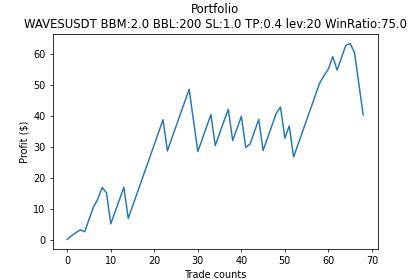 Portfolio
WAVESUSDT BBM:2.0 BBL:200 SL:1.0 TP:0.4 lev:20 WinRatio:75.0
60
50
40
30
20
10
0
Profit ($)
0 10 20 30 40 50 60 70
Trade counts